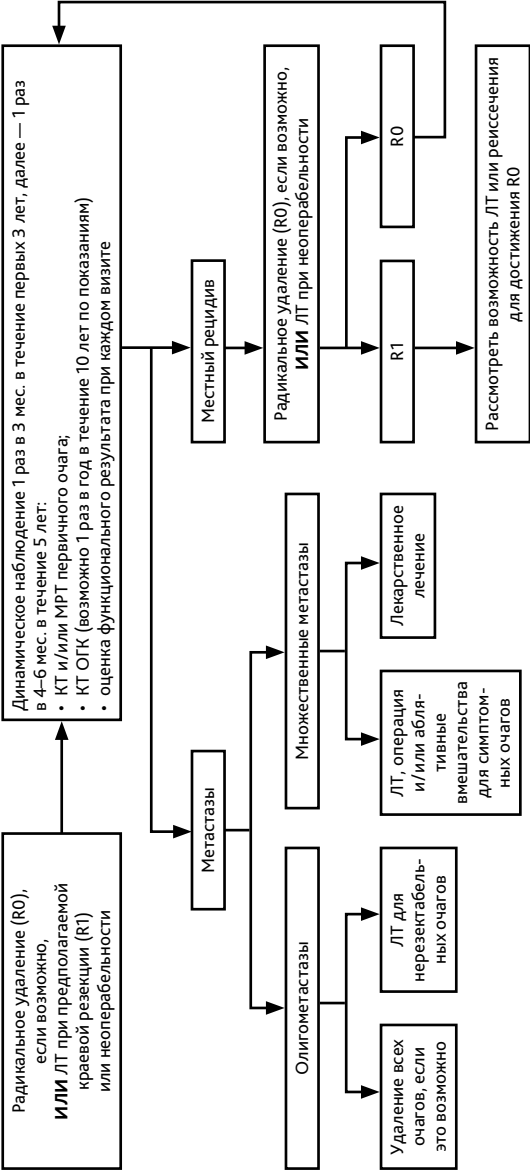 Радикальное удаление (R0),
если возможно,
ИЛИ ЛТ при предполагаемой
краевой резекции (R1)
или неоперабельности
Динамическое наблюдение 1 раз в 3 мес. в течение первых 3 лет, далее — 1 раз
в 4–6 мес. в течение 5 лет:
• КТ и/или МРТ первичного очага;
• КТ ОГК (возможно 1 раз в год в течение 10 лет по показаниям)
• оценка функционального результата при каждом визите
Метастазы
Местный рецидив
Олигометастазы
Множественные метастазы
Радикальное удаление (R0), если возможно,
ИЛИ ЛТ при неоперабельности
Удаление всех
очагов, если
это возможно
ЛТ для
нерезектабель-
ных очагов
ЛТ, операция
и/или абля-
тивные
вмешательства
для симптом-
ных очагов
Лекарственное
лечение
R1
R0
Рассмотреть возможность ЛТ или реиссечения
для достижения R0